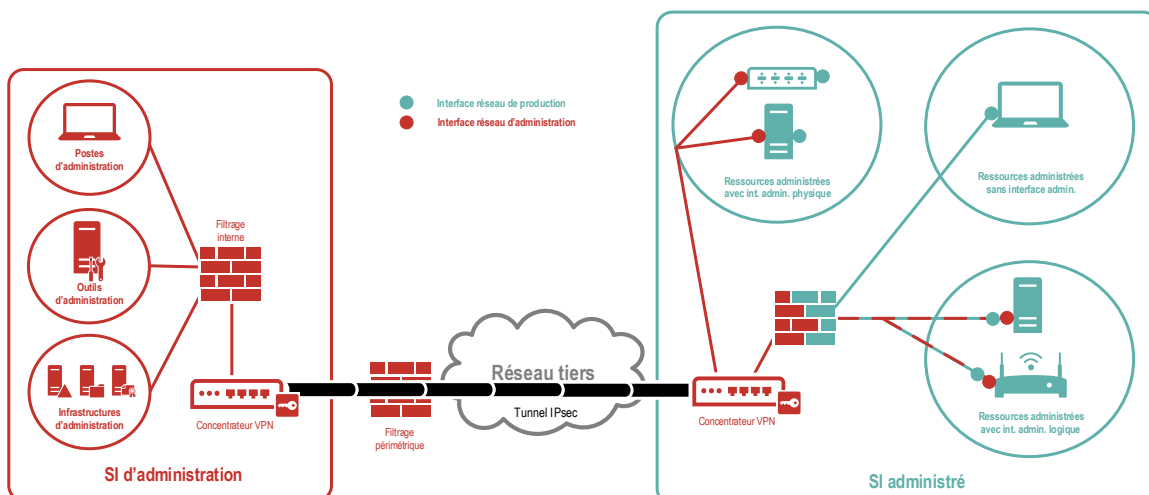 Postes
d'administration
Outils
d'administration
Infrastructures
d'administration
Filtrage
interne
Concentrateur VPN
SI d'administration
Interface réseau de production
Interface réseau d'administration
Filtrage
périmétrique
Réseau tiers
Tunnel IPsec
Ressources administrées
avec int. admin. physique
Ressources administrées
sans interface admin.
Ressources administrées
avec int. admin. logique
Concentrateur VPN
SI administré